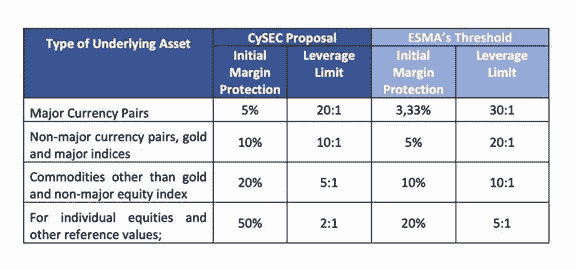 Type of Underlying Asset
CySEC Proposal
ESMA's Threshold
Initial Margin Protection
Leverage Limit
Initial Margin Protection
Leverage Limit
Major Currency Pairs
5%
20:1
3,33%
30:1
Non-major currency pairs, gold
and major indices
10%
10:1
5%
20:1
Commodities other than gold
and non-major equity index
20%
5:1
10%
10:1
For individual equities and
other reference values;
50%
2:1
20%
5:1